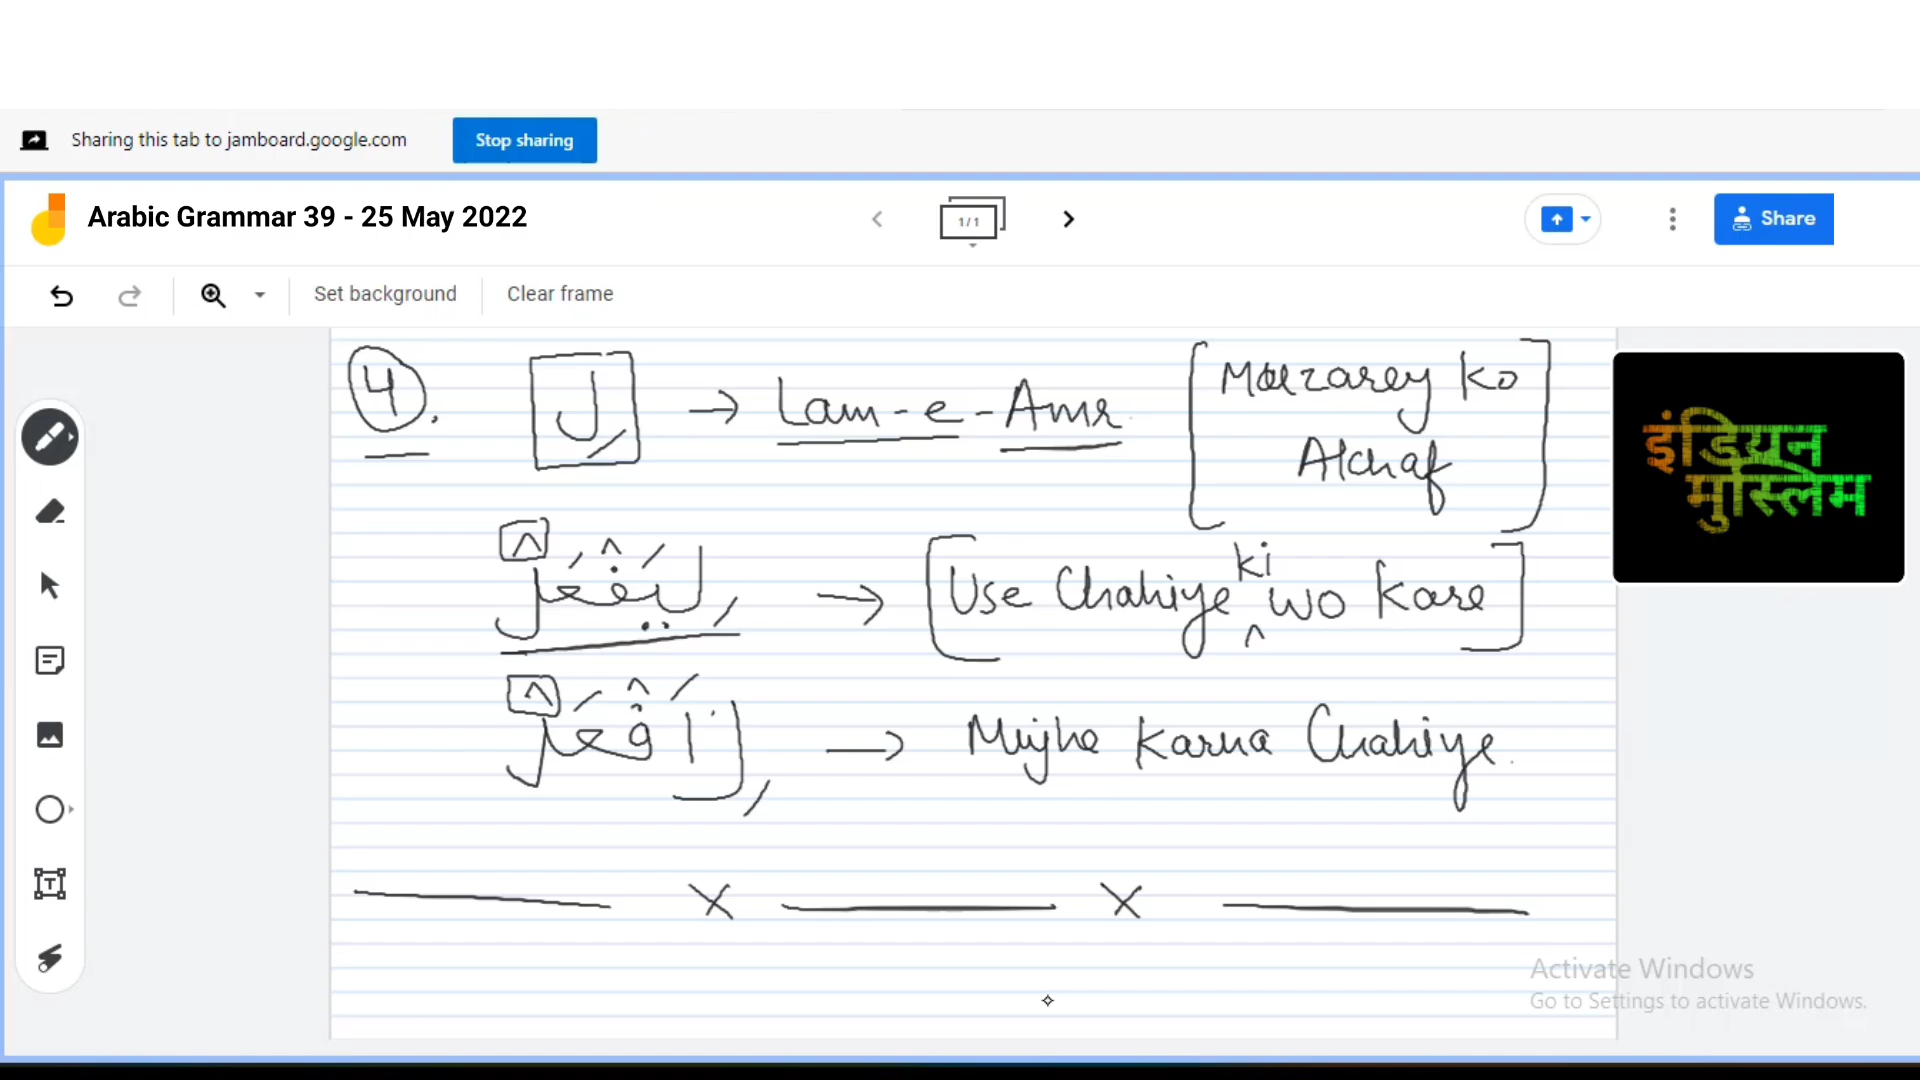 Sharing this tab to jamboard.google.com Stop sharing
Arabic Grammar 39 - 25 May 2022 1/1 Share
Set background Clear frame
4. لِ → Lam-e-Amr [Muzarey Ko
Akhaf]
इंडियन
मुस्लिम
لِيَفْعَلْ → [Use Chahiye ki wo Kare]
لِأَفْعَلْ → Mujhe Karna Chahiye
X X
Activate Windows
Go to Settings to activate Windows.